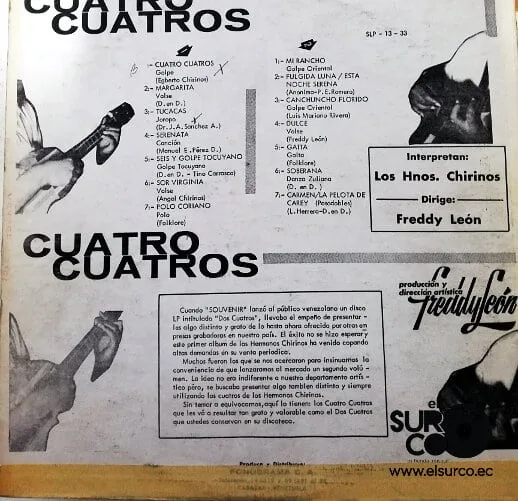 CUATRO
CUATROS
SLP - 13 - 33
1:- CUATRO CUATROS
Golpe
(Egberto Chirinos)
2:- MARGARITA
Valse
(D. en D.)
3:- TUCACAS
Joropo
(Dr. J. A. Sanchez A.)
4:- SERENATA
Canción
(Manuel E. Pérez D.)
5:- SEIS Y GOLPE TOCUYANO
Golpe Tocuyano
(D. en D. - Tino Carrasco)
6:- SOR VIRGINIA
Valse
(Angel Chirinos)
7:- POLO CORIANO
Polo
(Folklore)
1:- MI RANCHO
Golpe Oriental
2:- FULGIDA LUNA / ESTA
NOCHE SERENA
(Anonimo - P. E. Romero)
3:- CANCHUNCHO FLORIDO
Golpe Oriental
(Luis Mariano Rivera)
4:- DULCE
Valse
(Freddy León)
5:- GAITA
Gaita
(Folklore)
6:- SOBERANA
Danza Zuliana
(D. en D.)
7:- CARMEN/LA PELOTA DE
CAREY (Pasodobles)
(L. Herrera - D. en D.)
Interpretan:
Los Hnos. Chirinos
Dirige:
Freddy León
CUATRO
CUATROS
Cuando "SOUVENIR" lanzó al público venezolano un disco
LP intitulado "Dos Cuatros", llevaba el empeño de presentar-
les algo distinto y grato de lo hasta ahora ofrecido por otras em
presas grabadoras en nuestro país. El éxito no se hizo esperar y
este primer álbum de los Hermanos Chirinos ha venido copando
altas demandas en su venta periodica.
Muchos fueron los que se nos acercaron para insinuarnos la
conveniencia de que lanzaramos al mercado un segundo volú -
men. La idea no era indiferente a nuestro departamento artís -
tico péro, se buscaba presentar algo tambien distinto y siempre
utilizando los cuatros de los Hermanos Chirinos.
Sin temor a equivocarnos, aquí lo tienen: los Cuatro Cuatros
que les vá a resultar tan grato y valorable como el Dos Cuatros
que ustedes conservan en su discoteca.
producción y
dirección artística
freddy león
el
SURCO
www.elsurco.ec
Produce y Distribuye:
FONOGRAMA C. A.